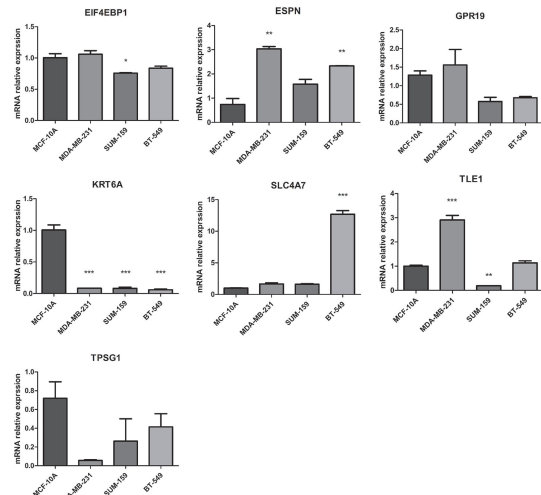 EIF4EBP1
mRNA relative exprssion
1.5
1.0
0.5
0.0
*
MCF-10A
MDA-MB-231
SUM-159
BT-549
ESPN
mRNA relative exprssion
4
3
2
1
0
**
**
MCF-10A
MDA-MB-231
SUM-159
BT-549
GPR19
mRNA relative exprssion
2.5
2.0
1.5
1.0
0.5
0.0
MCF-10A
MDA-MB-231
SUM-159
BT-549
KRT6A
mRNA relative exprssion
1.5
1.0
0.5
0.0
***
***
***
MCF-10A
MDA-MB-231
SUM-159
BT-549
SLC4A7
mRNA relative exprssion
15
10
5
0
***
MCF-10A
MDA-MB-231
SUM-159
BT-549
TLE1
mRNA relative exprssion
4
3
2
1
0
***
**
MCF-10A
MDA-MB-231
SUM-159
BT-549
TPSG1
mRNA relative exprssion
1.0
0.8
0.6
0.4
0.2
0.0
MCF-10A
DA-MB-231
SUM-159
BT-549